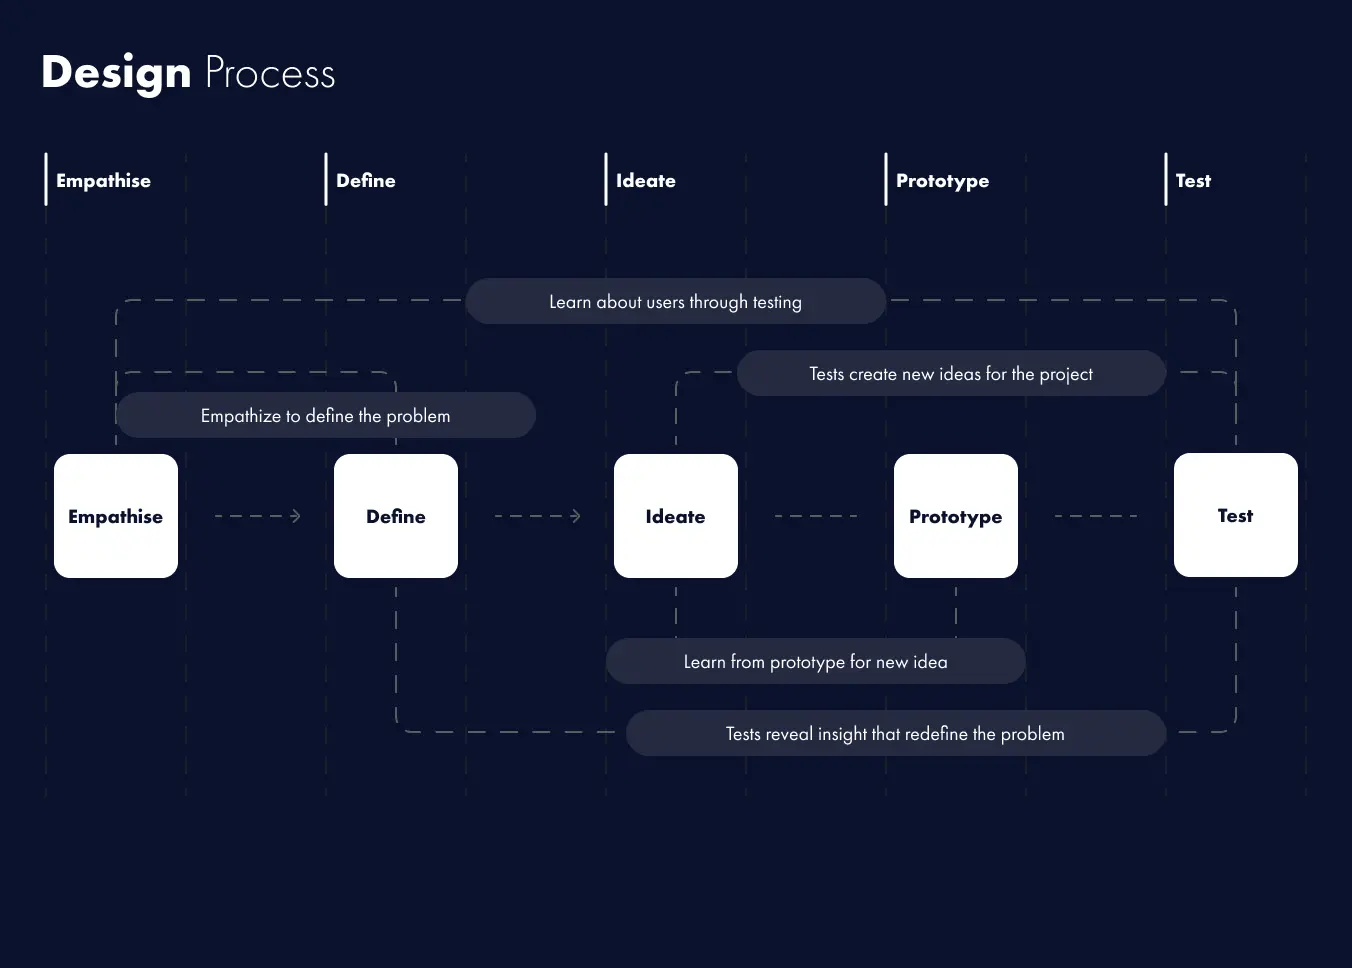 Design Process
Empathise
Define
Ideate
Prototype
Test
Learn about users through testing
Tests create new ideas for the project
Empathize to define the problem
Empathise
Define
Ideate
Prototype
Test
Learn from prototype for new idea
Tests reveal insight that redefine the problem